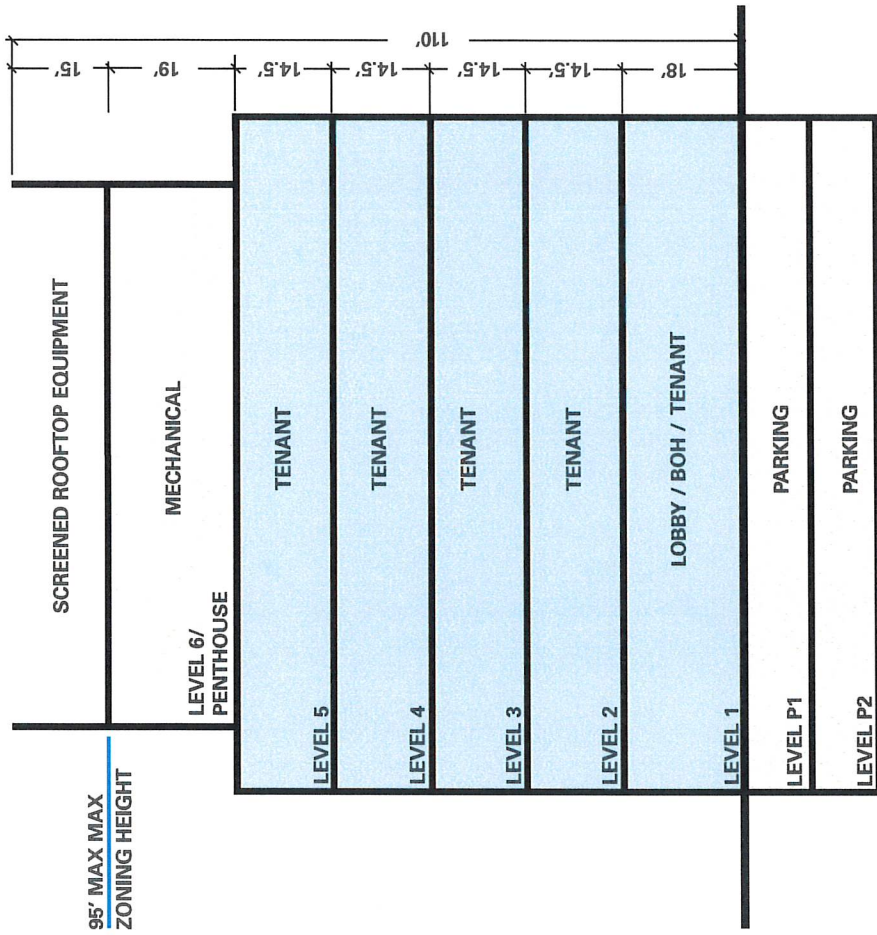 SCREENED ROOFTOP EQUIPMENT
15'
110'
95' MAX MAX
ZONING HEIGHT
MECHANICAL
19'
LEVEL 6/
PENTHOUSE
TENANT
14.5'
LEVEL 5
TENANT
14.5'
LEVEL 4
TENANT
14.5'
LEVEL 3
TENANT
14.5'
LEVEL 2
LOBBY / BOH / TENANT
18'
LEVEL 1
PARKING
LEVEL P1
PARKING
LEVEL P2